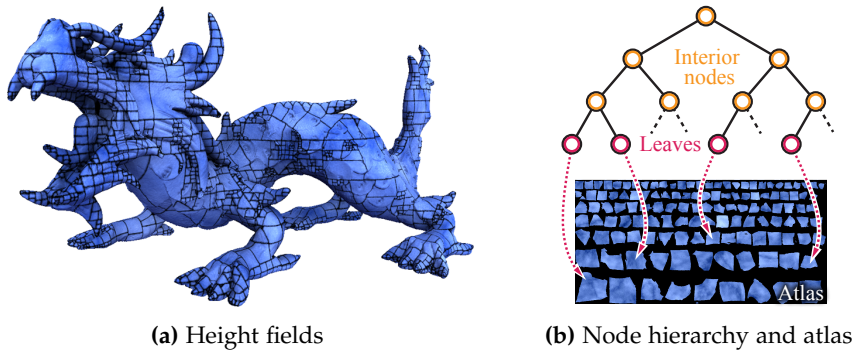 Interior
nodes
Leaves
Atlas
(a) Height fields
(b) Node hierarchy and atlas